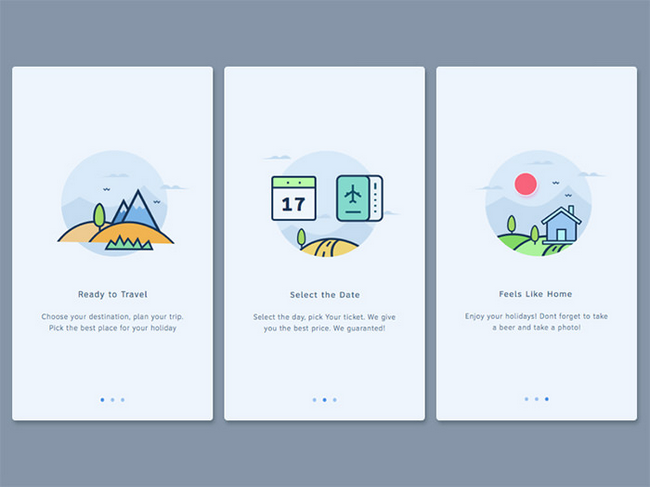 Ready to Travel
Choose your destination, plan your trip.
Pick the best place for your holiday
17
Select the Date
Select the day, pick Your ticket. We give
you the best price. We guaranted!
Feels Like Home
Enjoy your holidays! Dont forget to take
a beer and take a photo!